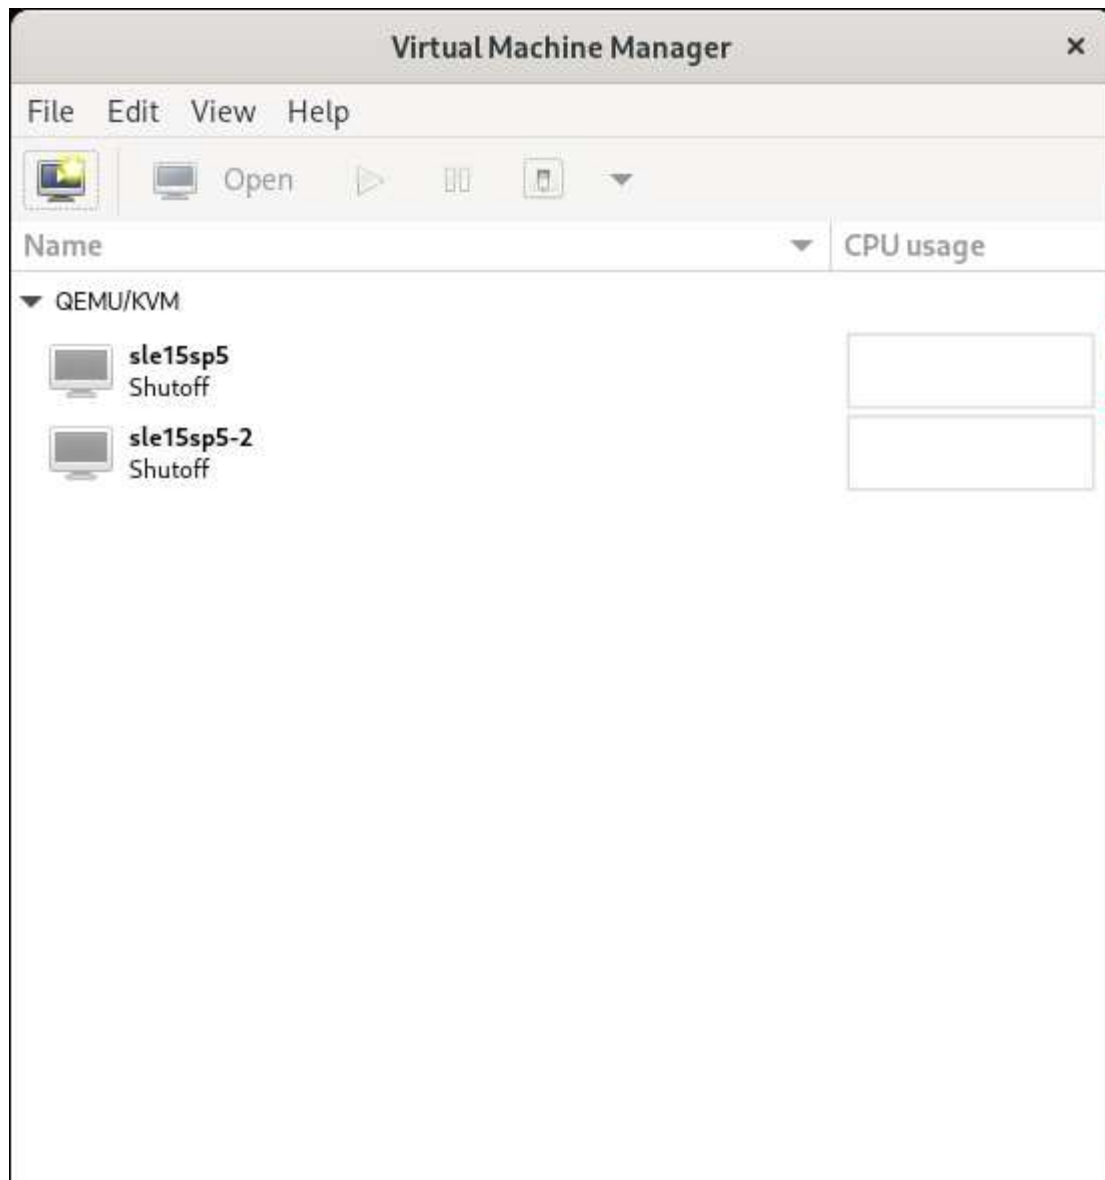 Virtual Machine Manager
File Edit View Help
Open
Name CPU usage
QEMU/KVM
sle15sp5
Shutoff
sle15sp5-2
Shutoff